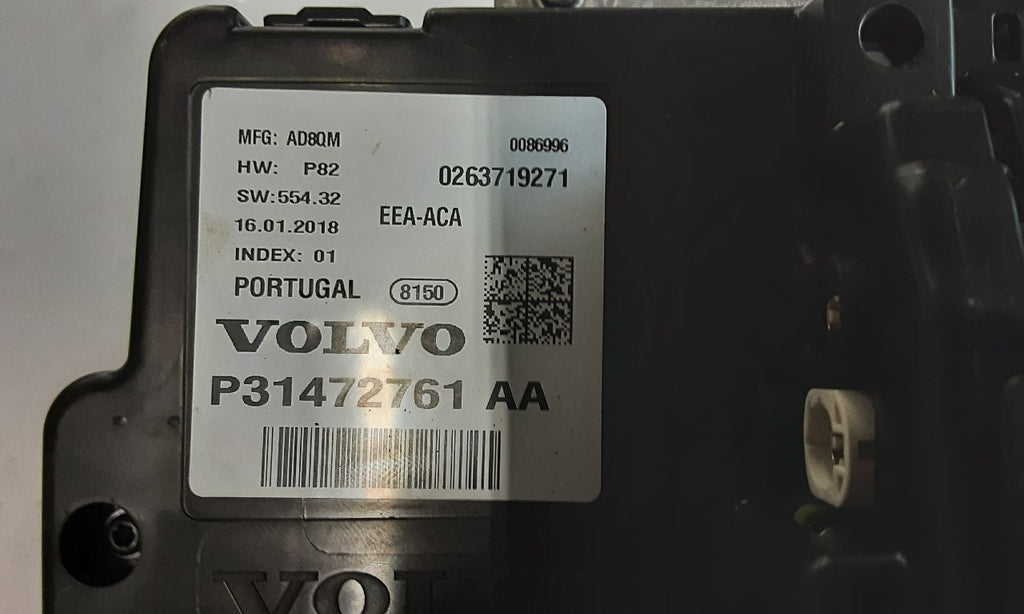 MFG: AD8QM
0086996
HW: P82
0263719271
SW:554.32
16.01.2018
EEA-ACA
INDEX: 01
PORTUGAL 8150
VOLVO
P31472761 AA
VOLV